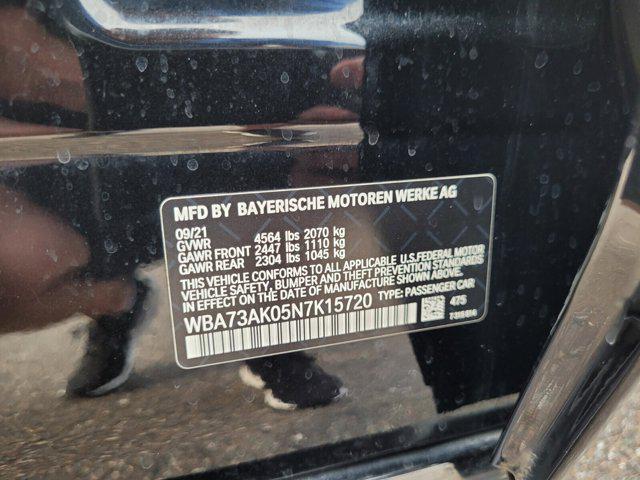 MFD BY BAYERISCHE MOTOREN WERKE AG
09/21
GVWR 4564 lbs 2070 kg
GAWR FRONT 2447 lbs 1110 kg
GAWR REAR 2304 lbs 1045 kg
THIS VEHICLE CONFORMS TO ALL APPLICABLE U.S.FEDERAL MOTOR
VEHICLE SAFETY, BUMPER, AND THEFT PREVENTION STANDARDS
IN EFFECT ON THE DATE OF MANUFACTURE SHOWN ABOVE.
WBA73AK05N7K15720 TYPE: PASSENGER CAR
475